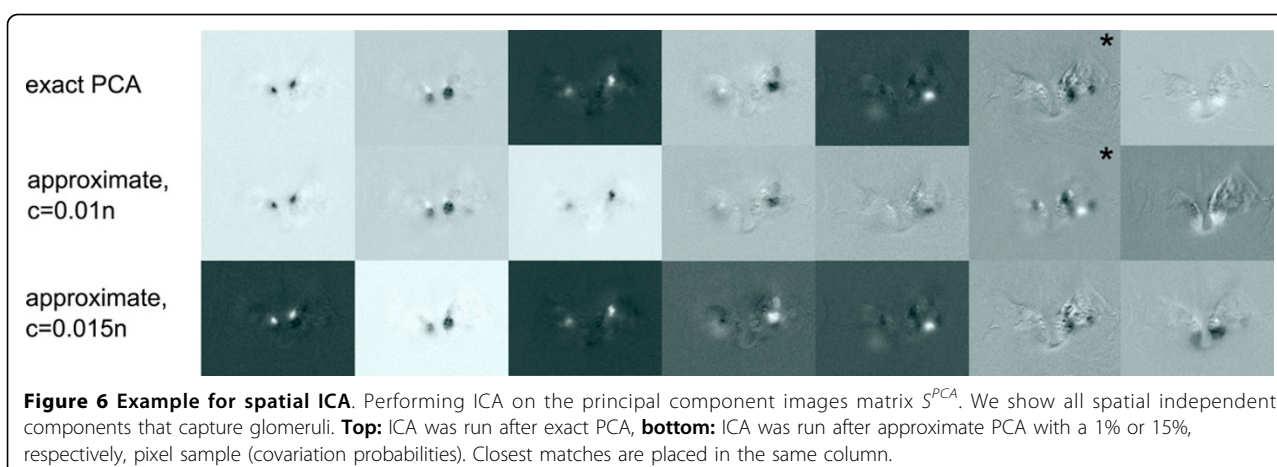 *
exact PCA
*
approximate,
c=0.01n
approximate,
c=0.015n
Figure 6 Example for spatial ICA. Performing ICA on the principal component images matrix S^PCA. We show all spatial independent
components that capture glomeruli. Top: ICA was run after exact PCA, bottom: ICA was run after approximate PCA with a 1% or 15%,
respectively, pixel sample (covariation probabilities). Closest matches are placed in the same column.